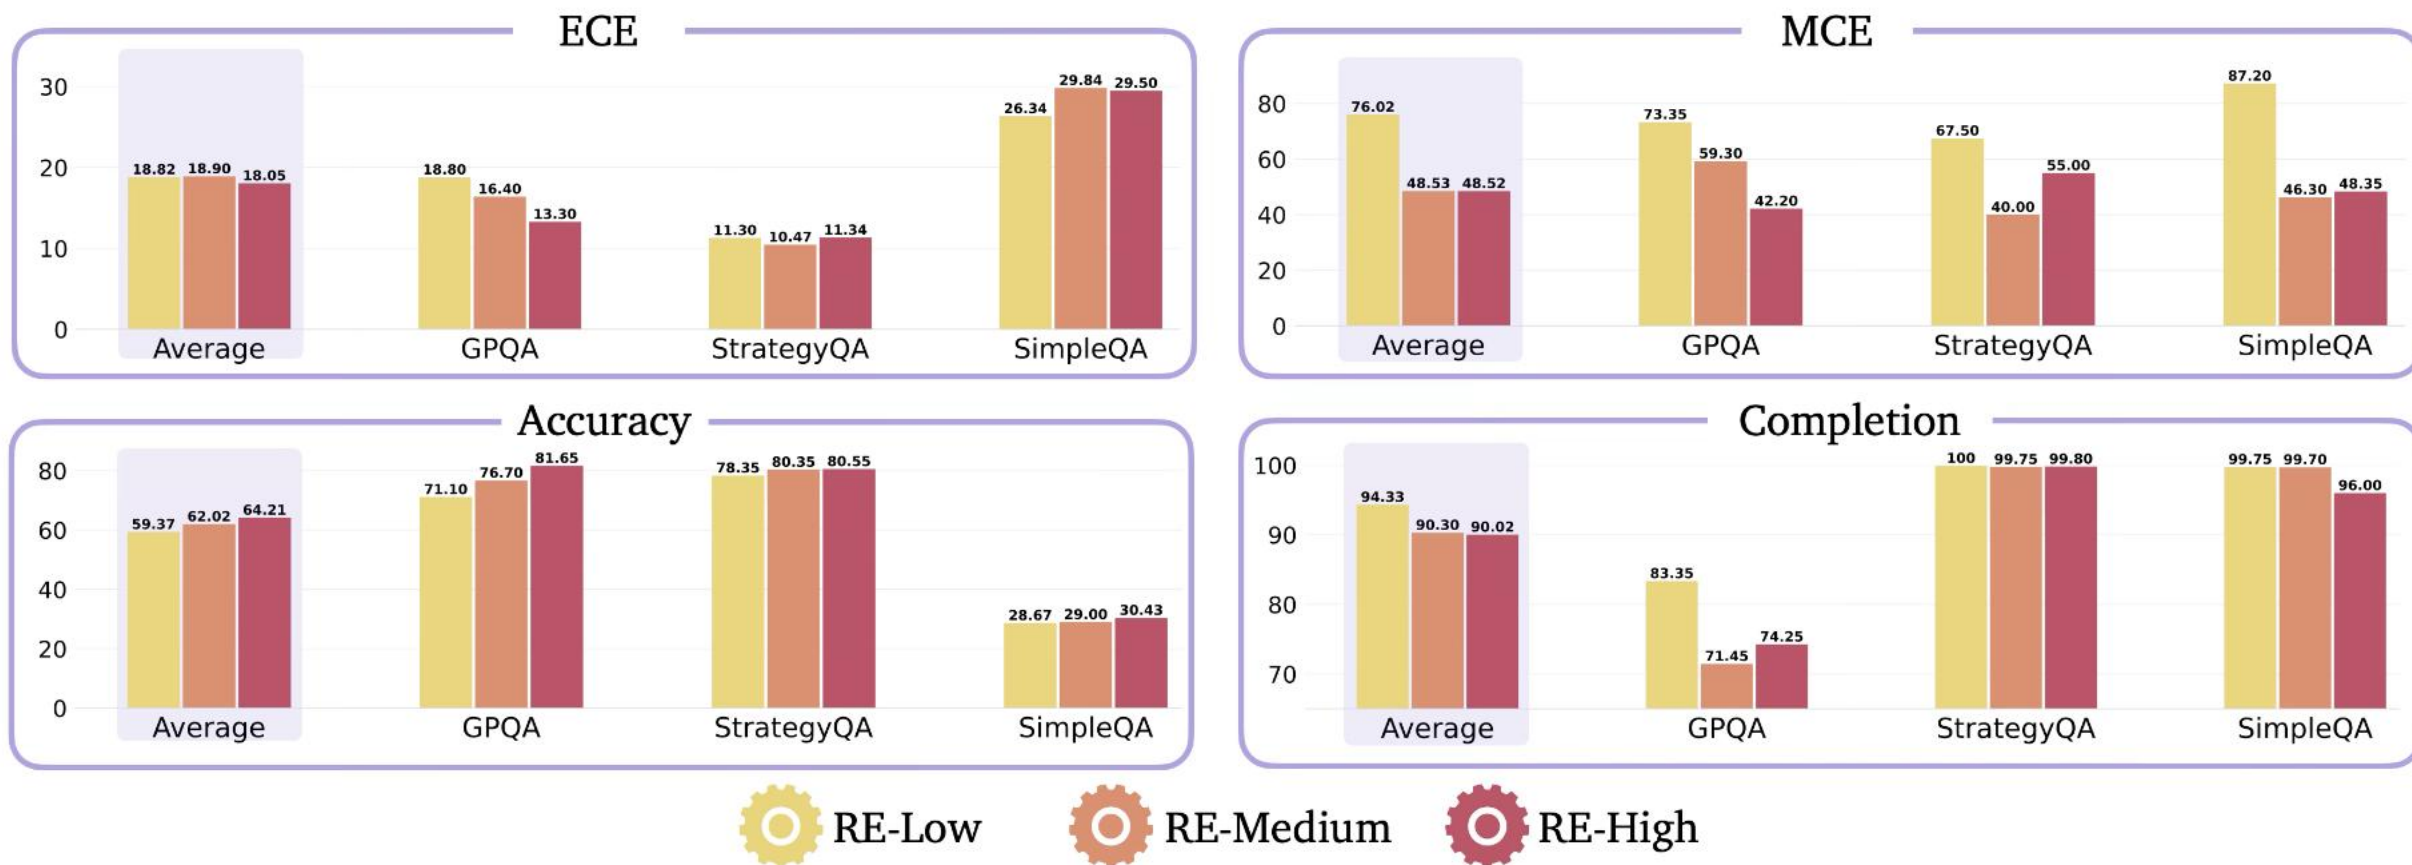 ECE
30
20
10
0
18.82 18.90 18.05
18.80 16.40 13.30
11.30 10.47 11.34
26.34 29.84 29.50
Average GPQA StrategyQA SimpleQA
MCE
80
60
40
20
0
76.02 48.53 48.52
73.35 59.30 42.20
67.50 40.00 55.00
87.20 46.30 48.35
Average GPQA StrategyQA SimpleQA
Accuracy
80
60
40
20
0
59.37 62.02 64.21
71.10 76.70 81.65
78.35 80.35 80.55
28.67 29.00 30.43
Average GPQA StrategyQA SimpleQA
Completion
100
90
80
70
94.33 90.30 90.02
83.35 71.45 74.25
100 99.75 99.80
99.75 99.70 96.00
Average GPQA StrategyQA SimpleQA
RE-Low RE-Medium RE-High